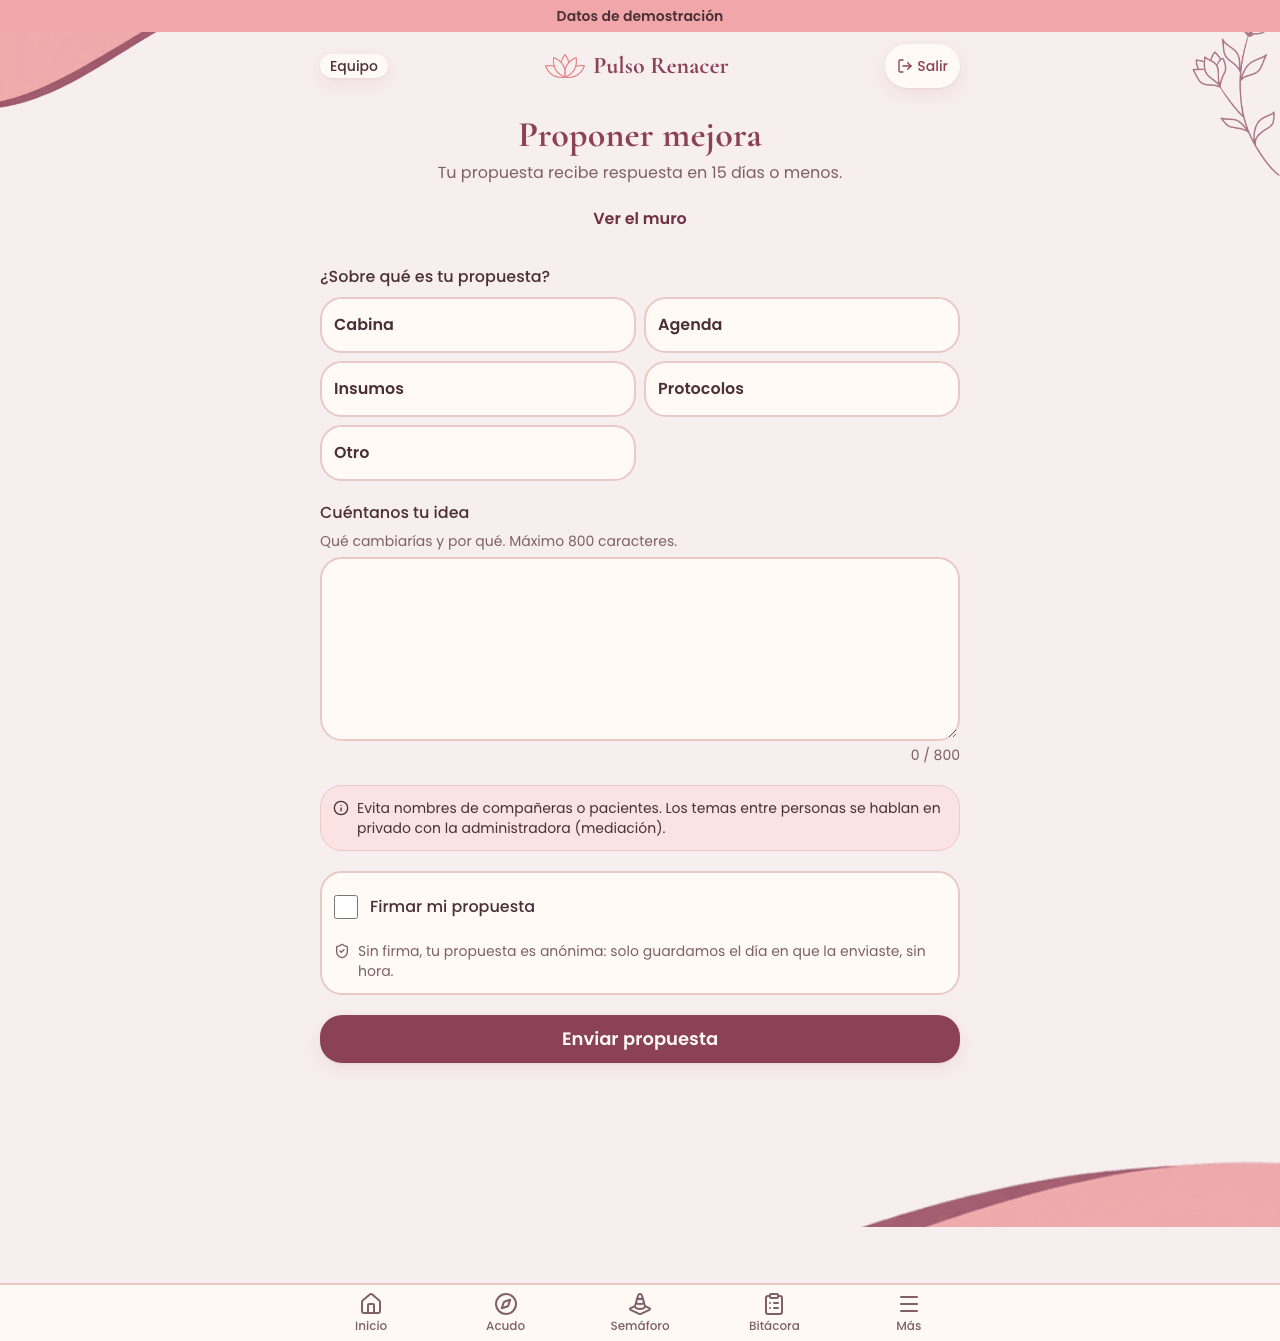 Datos de demostración
Equipo
Pulso Renacer
Salir
Proponer mejora
Tu propuesta recibe respuesta en 15 días o menos.
Ver el muro
¿Sobre qué es tu propuesta?
Cabina
Agenda
Insumos
Protocolos
Otro
Cuéntanos tu idea
Qué cambiarías y por qué. Máximo 800 caracteres.
0 / 800
Evita nombres de compañeras o pacientes. Los temas entre personas se hablan en
privado con la administradora (mediación).
Firmar mi propuesta
Sin firma, tu propuesta es anónima: solo guardamos el día en que la enviaste, sin
hora.
Enviar propuesta
Inicio
Acudo
Semáforo
Bitácora
Más